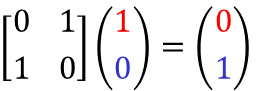 [0 1] (1) = (0)
[1 0] (0) (1)